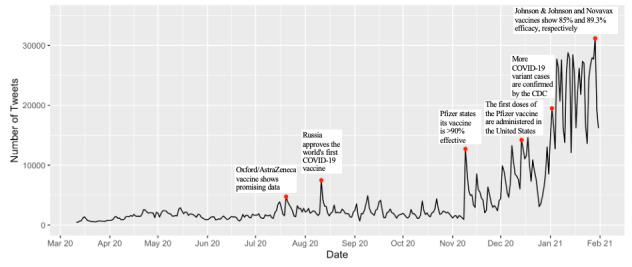 Johnson & Johnson and Novavax
vaccines show 85% and 89.3%
efficacy, respectively
More
COVID-19
variant cases
are confirmed
by the CDC
The first doses of
the Pfizer vaccine
are administered in
the United States
Pfizer states
its vaccine
is >90%
effective
Russia
approves the
world's first
COVID-19
vaccine
Oxford/AstraZeneca
vaccine shows
promising data
Number of Tweets
30000
20000
10000
0
Mar 20 Apr 20 May 20 Jun 20 Jul 20 Aug 20 Sep 20 Oct 20 Nov 20 Dec 20 Jan 21 Feb 21
Date